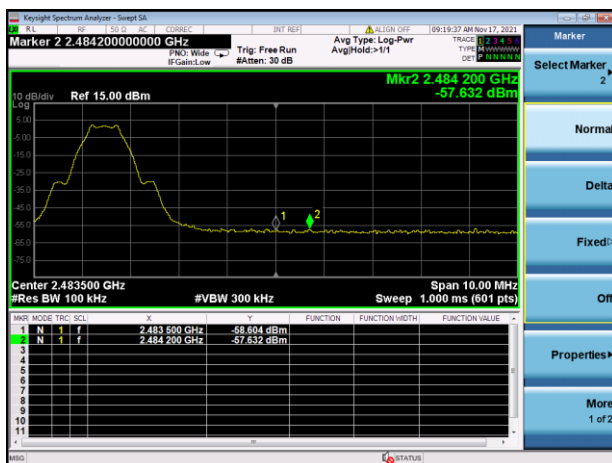 Keysight Spectrum Analyzer - Swept SA
RL RF 50 Ω AC CORREC INT REF ALIGN OFF 09:19:37 AM Nov 17, 2021
Marker 2 2.484200000000 GHz
PNO: Wide
IFGain:Low
Trig: Free Run
#Atten: 30 dB
Avg Type: Log-Pwr
Avg|Hold:>1/1
TRACE 1 2 3 4 5 6
TYPE M WWWWW
DET P N N N N N
Mkr2 2.484 200 GHz
-57.632 dBm
10 dB/div Ref 15.00 dBm
Log
5.00
-5.00
-15.0
-25.0
-35.0
-45.0
-55.0
-65.0
-75.0
1
2
Center 2.483500 GHz Span 10.00 MHz
#Res BW 100 kHz #VBW 300 kHz Sweep 1.000 ms (601 pts)
MKR MODE TRC SCL X Y FUNCTION FUNCTION WIDTH FUNCTION VALUE
1 N 1 f 2.483 500 GHz -58.604 dBm
2 N 1 f 2.484 200 GHz -57.632 dBm
3
4
5
6
7
8
9
10
11
MSG STATUS
Marker
Select Marker
2
Normal
Delta
Fixed
Off
Properties
More
1 of 2